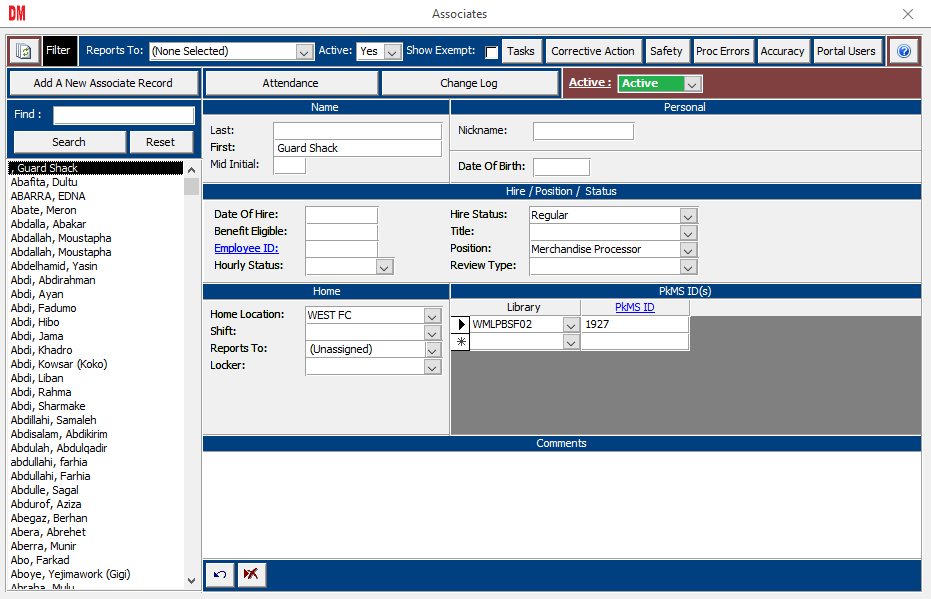 DM
Associates
Filter
Reports To:
(None Selected)
Active:
Yes
Show Exempt:
Tasks
Corrective Action
Safety
Proc Errors
Accuracy
Portal Users
Add A New Associate Record
Attendance
Change Log
Active :
Active
Find :
Search
Reset
, Guard Shack
Abafita, Dultu
ABARRA, EDNA
Abate, Meron
Abdalla, Abakar
Abdallah, Moustapha
Abdallah, Moustapha
Abdelhamid, Yasin
Abdi, Abdirahman
Abdi, Ayan
Abdi, Fadumo
Abdi, Hibo
Abdi, Jama
Abdi, Khadro
Abdi, Kowsar (Koko)
Abdi, Liban
Abdi, Rahma
Abdi, Sharmake
Abdillahi, Samaleh
Abdisalam, Abdikirim
Abdulah, Abdulqadir
abdullahi, farhia
Abdullahi, Farhia
Abdulle, Sagal
Abdurof, Aziza
Abegaz, Berhan
Abera, Abrehet
Aberra, Munir
Abo, Farkad
Aboye, Yejimawork (Gigi)
Abraha, Mulu
Name
Last:
First:
Guard Shack
Mid Initial:
Personal
Nickname:
Date Of Birth:
Hire / Position / Status
Date Of Hire:
Benefit Eligible:
Employee ID:
Hourly Status:
Hire Status:
Regular
Title:
Position:
Merchandise Processor
Review Type:
Home
Home Location:
WEST FC
Shift:
Reports To:
(Unassigned)
Locker:
PkMS ID(s)
Library
PkMS ID
WMLPBSF02
1927
Comments